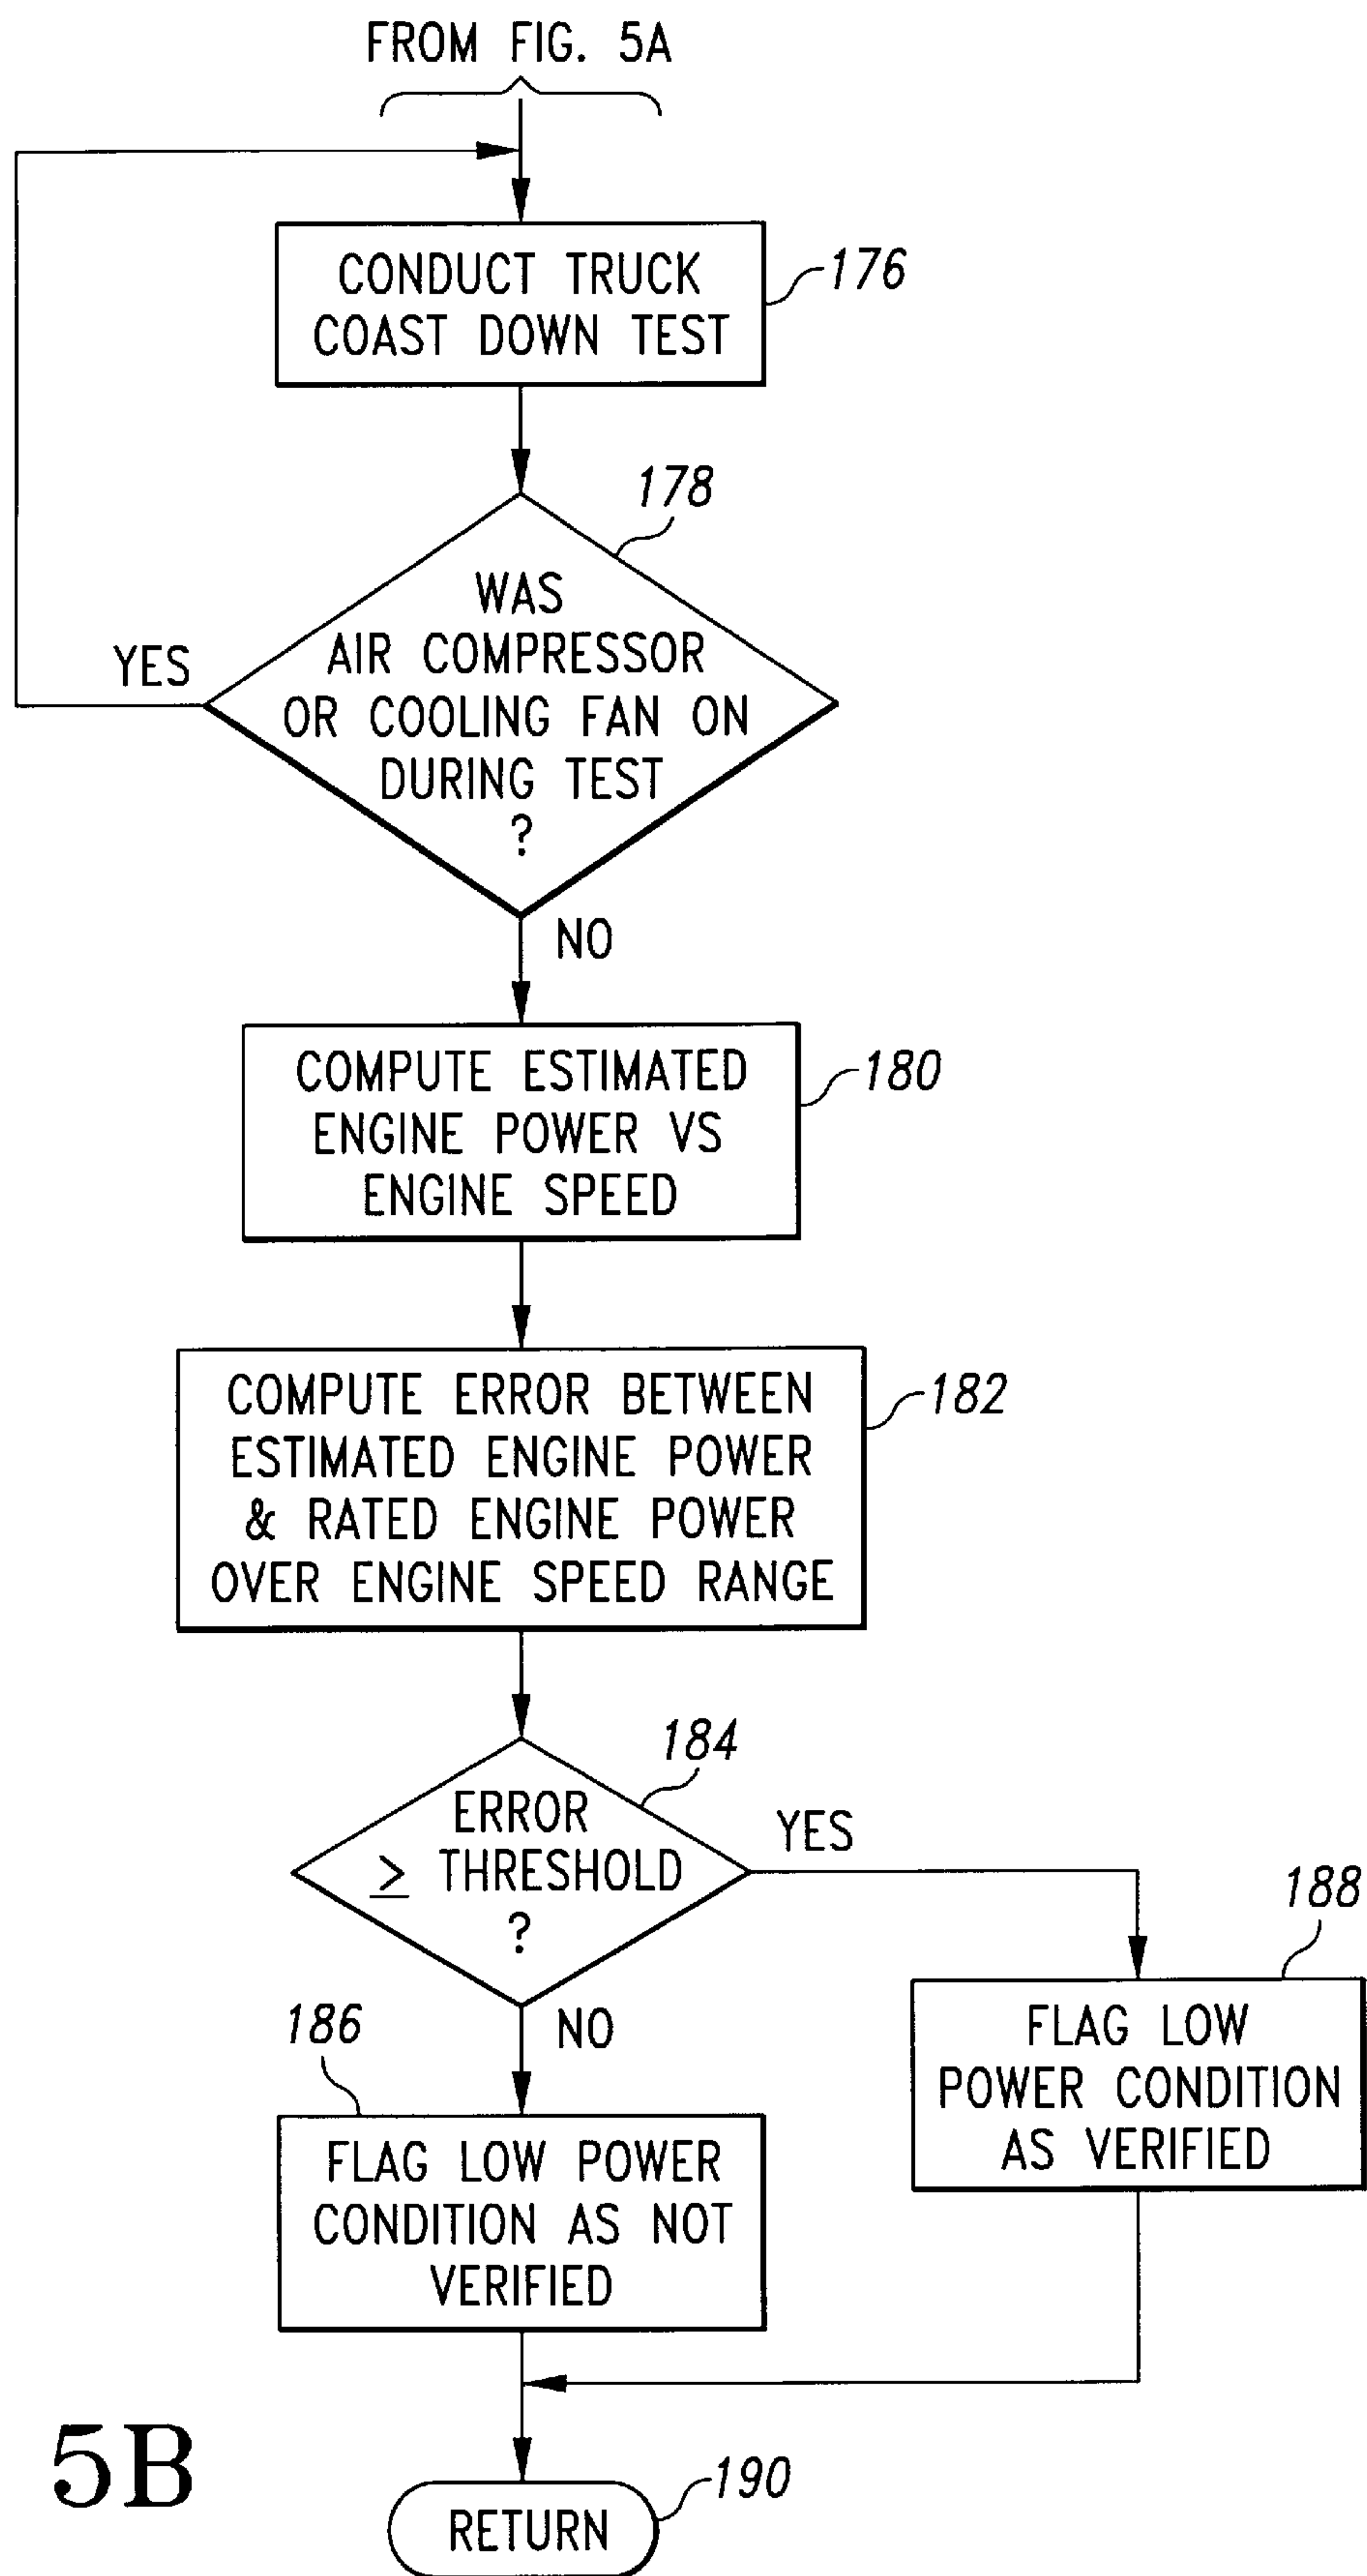 FROM FIG. 5A
CONDUCT TRUCK
COAST DOWN TEST
176
178
WAS
AIR COMPRESSOR
OR COOLING FAN ON
DURING TEST
?
YES
NO
COMPUTE ESTIMATED
ENGINE POWER VS
ENGINE SPEED
180
COMPUTE ERROR BETWEEN
ESTIMATED ENGINE POWER
& RATED ENGINE POWER
OVER ENGINE SPEED RANGE
182
184
ERROR
≥ THRESHOLD
?
YES
NO
188
FLAG LOW
POWER CONDITION
AS VERIFIED
186
FLAG LOW POWER
CONDITION AS NOT
VERIFIED
5B
RETURN
190